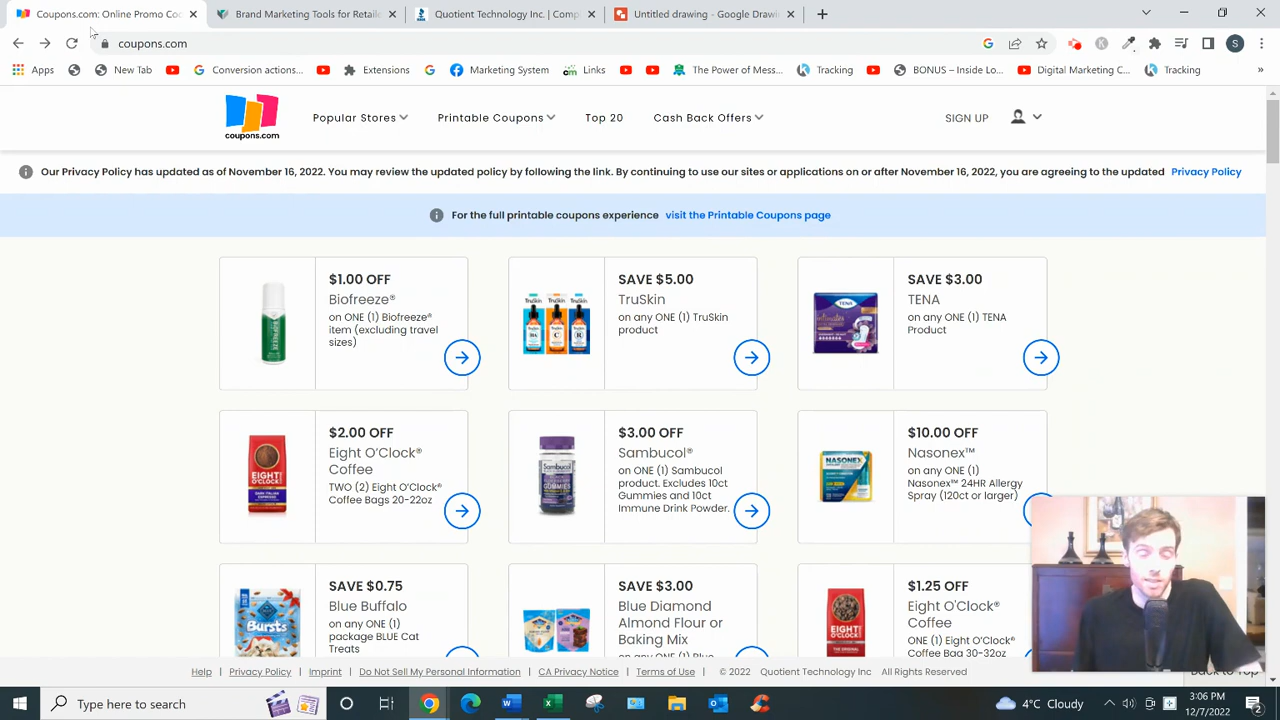 Coupons.com: Online Promo Co
Brand Marketing Tools for Retaile
Quotient Technology Inc. | Comp
Untitled drawing - Google Drawi
coupons.com
Apps
New Tab
Conversion actions...
Extensions
Marketing System
Links
The Power of Mess...
Tracking
BONUS – Inside Lo...
Digital Marketing C...
Tracking
coupons.com
Popular Stores
Printable Coupons
Top 20
Cash Back Offers
SIGN UP
Our Privacy Policy has updated as of November 16, 2022. You may review the updated policy by following the link. By continuing to use our sites or applications on or after November 16, 2022, you are agreeing to the updated Privacy Policy
For the full printable coupons experience visit the Printable Coupons page
$1.00 OFF
Biofreeze®
on ONE (1) Biofreeze®
item (excluding travel
sizes)
SAVE $5.00
TruSkin
on any ONE (1) TruSkin
product
SAVE $3.00
TENA
on any ONE (1) TENA
Product
$2.00 OFF
Eight O'Clock®
Coffee
TWO (2) Eight O'Clock®
Coffee Bags 20-22oz
$3.00 OFF
Sambucol®
on ONE (1) Sambucol
product. Excludes 10ct
Gummies and 10ct
Immune Drink Powder.
$10.00 OFF
Nasonex™
on any ONE (1)
Nasonex™ 24HR Allergy
Spray (120ct or larger)
SAVE $0.75
Blue Buffalo
on any ONE (1)
package BLUE Cat
Treats
SAVE $3.00
Blue Diamond
Almond Flour or
Baking Mix
on any ONE (1) Blue
$1.25 OFF
Eight O'Clock®
Coffee
ONE (1) Eight O'Clock®
Coffee Bag 30-32oz
Help
Privacy Policy
Imprint
Do Not Sell My Personal Information
CA Privacy Notice
Terms of Use
© 2022 Quotient Technology Inc All Rights Reserved
Back to Top
Type here to search
4°C Cloudy
3:06 PM
12/7/2022